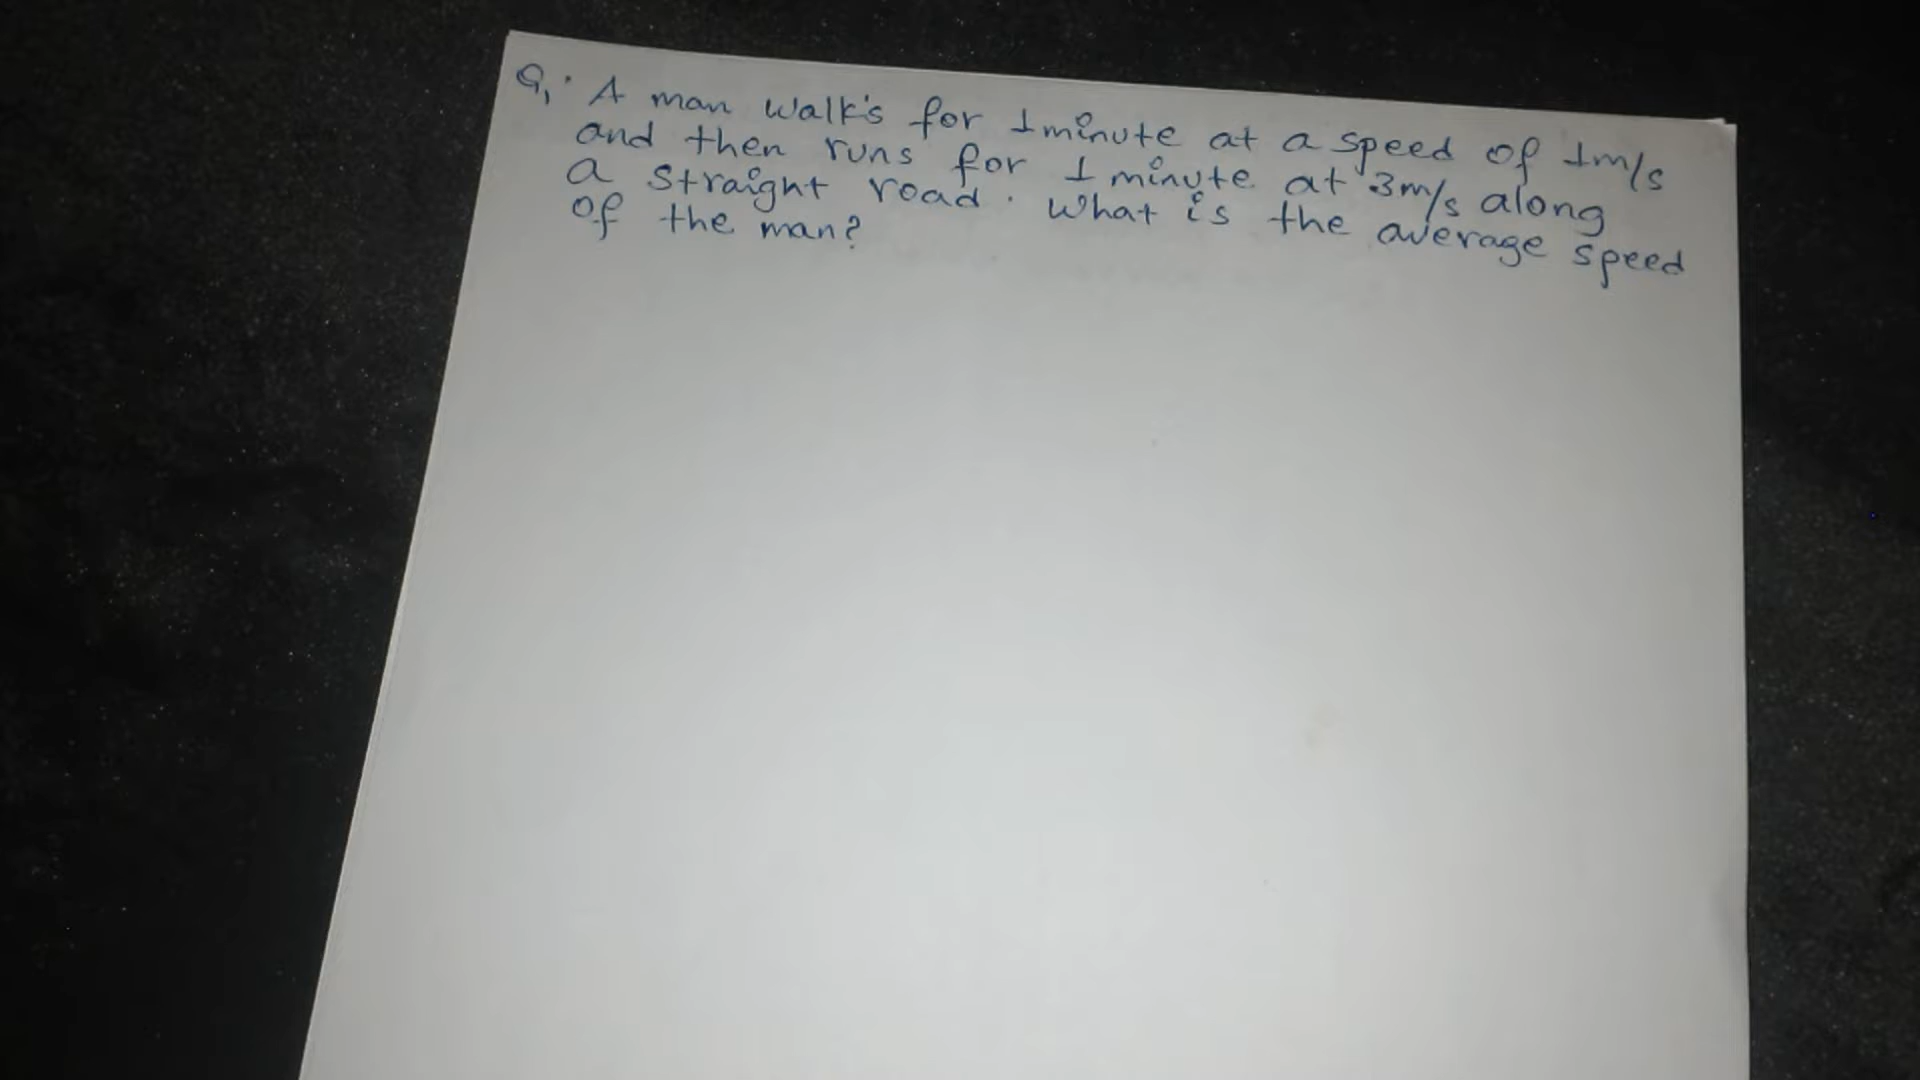 Q1. A man walk's for 1 minute at a speed of 1m/s
and then runs for 1 minute at 3m/s along
a straight road. What is the average speed
of the man?